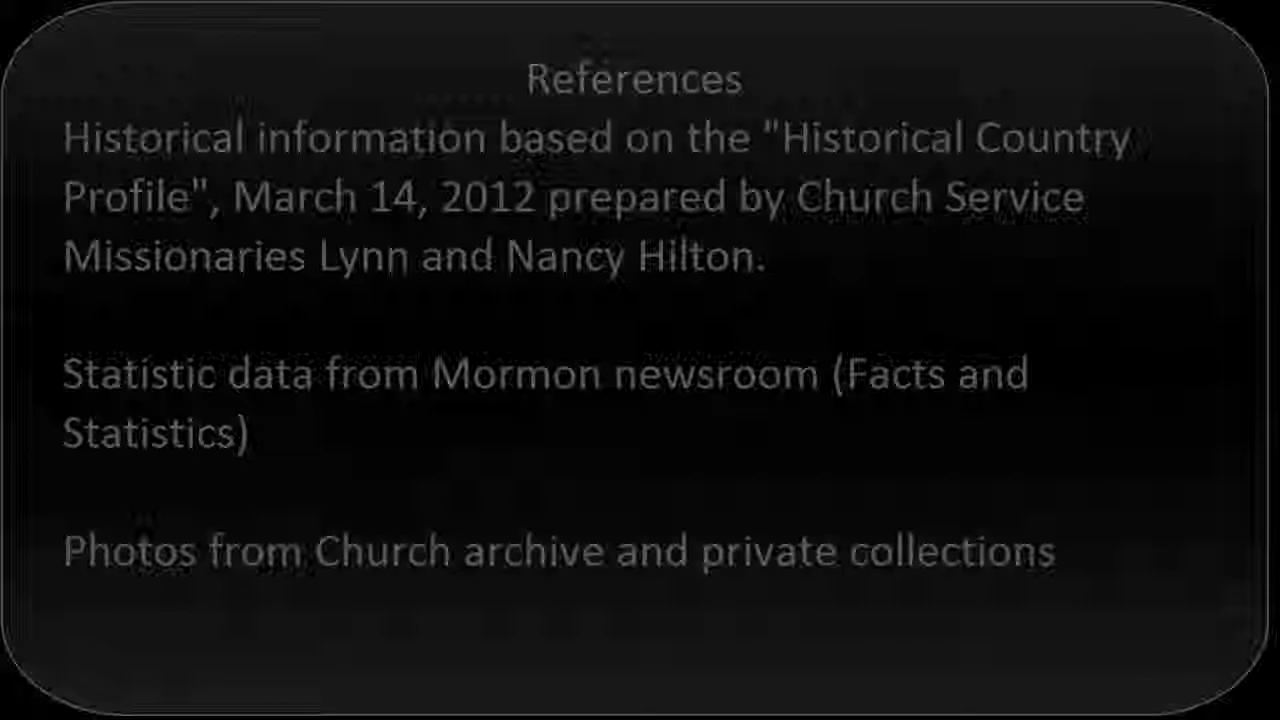 References
Historical information based on the "Historical Country
Profile", March 14, 2012 prepared by Church Service
Missionaries Lynn and Nancy Hilton.
Statistic data from Mormon newsroom (Facts and
Statistics)
Photos from Church archive and private collections